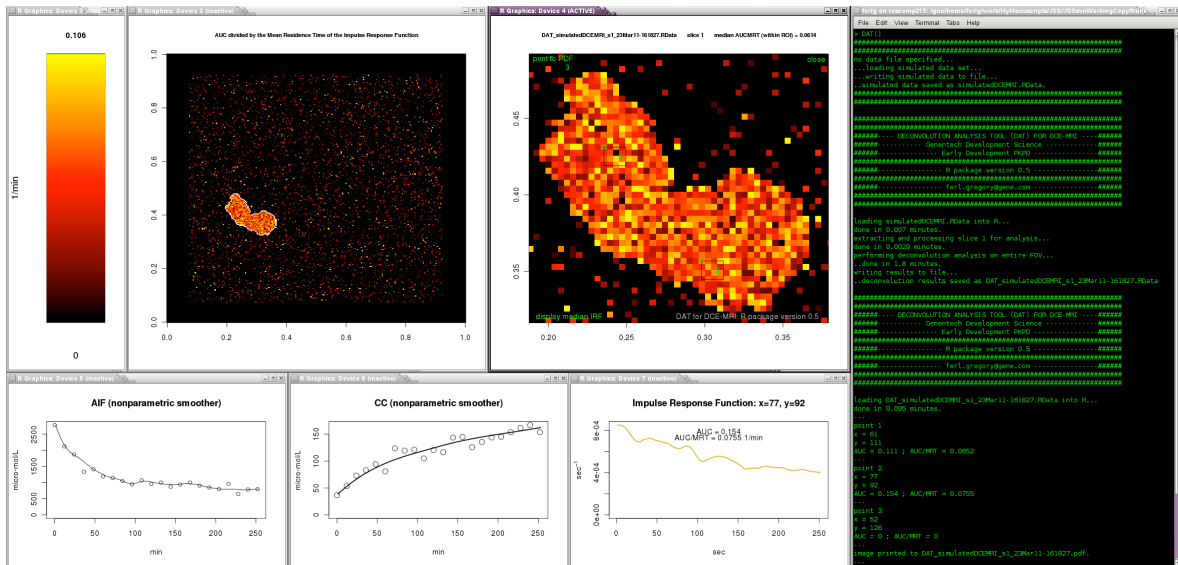 R Graphics: Device 3
0.106
1/min
0
R Graphics: Device 2 (inactive)
AUC divided by the Mean Residence Time of the Impulse Response Function
1.0
0.8
0.6
0.4
0.2
0.0
0.0 0.2 0.4 0.6 0.8 1.0
R Graphics: Device 4 (ACTIVE)
DAT_simulatedDCEMRI_s1_23Mar11-161827.RData slice 1 median AUC/MRT (within ROI) = 0.0614
print to PDF
3
close
0.45
0.40
0.35
display median IRF
DAT for DCE-MRI: R package version 0.5
0.20 0.25 0.30 0.35
R Graphics: Device 5 (inactive)
AIF (nonparametric smoother)
micro-mol/L
2500
1500
500
0
0 50 100 150 200 250
min
R Graphics: Device 6 (inactive)
CC (nonparametric smoother)
micro-mol/L
150
100
50
0
0 50 100 150 200 250
min
R Graphics: Device 7 (inactive)
Impulse Response Function: x=77, y=92
AUC = 0.154
AUC/MRT = 0.0755 1/min
sec⁻¹
8e-04
4e-04
0e+00
0 50 100 150 200 250
sec
File Edit View Terminal Tabs Help
> DAT()
################################################################
################################################################
no data file specified...
...loading simulated data set...
...writing simulated data to file...
..simulated data saved as simulatedDCEMRI.RData.
################################################################
################################################################
################################################################
################################################################
######---- DECONVOLUTION ANALYSIS TOOL (DAT) FOR DCE-MRI ----######
######----------- Genentech Development Science ------------######
######-------------- Early Development PKPD ---------------######
######---------------- R package version 0.5 ----------------######
######---------------- ferl.gregory@gene.com ----------------######
################################################################
################################################################
loading simulatedDCEMRI.RData into R...
done in 0.007 minutes.
extracting and processing slice 1 for analysis...
done in 0.0029 minutes.
performing deconvolution analysis on entire FOV...
..done in 1.8 minutes.
writing results to file...
..deconvolution results saved as DAT_simulatedDCEMRI_s1_23Mar11-161827.RData
################################################################
################################################################
######---- DECONVOLUTION ANALYSIS TOOL (DAT) FOR DCE-MRI ----######
######----------- Genentech Development Science ------------######
######-------------- Early Development PKPD ---------------######
######---------------- R package version 0.5 ----------------######
######---------------- ferl.gregory@gene.com ----------------######
################################################################
################################################################
loading DAT_simulatedDCEMRI_s1_23Mar11-161827.RData into R...
done in 0.095 minutes.
...
point 1
x = 61
y = 111
AUC = 0.111 ; AUC/MRT = 0.0652
...
point 2
x = 77
y = 92
AUC = 0.154 ; AUC/MRT = 0.0755
...
point 3
x = 52
y = 126
AUC = 0 ; AUC/MRT = 0
...
image printed to DAT_simulatedDCEMRI_s1_23Mar11-161827.pdf.
...